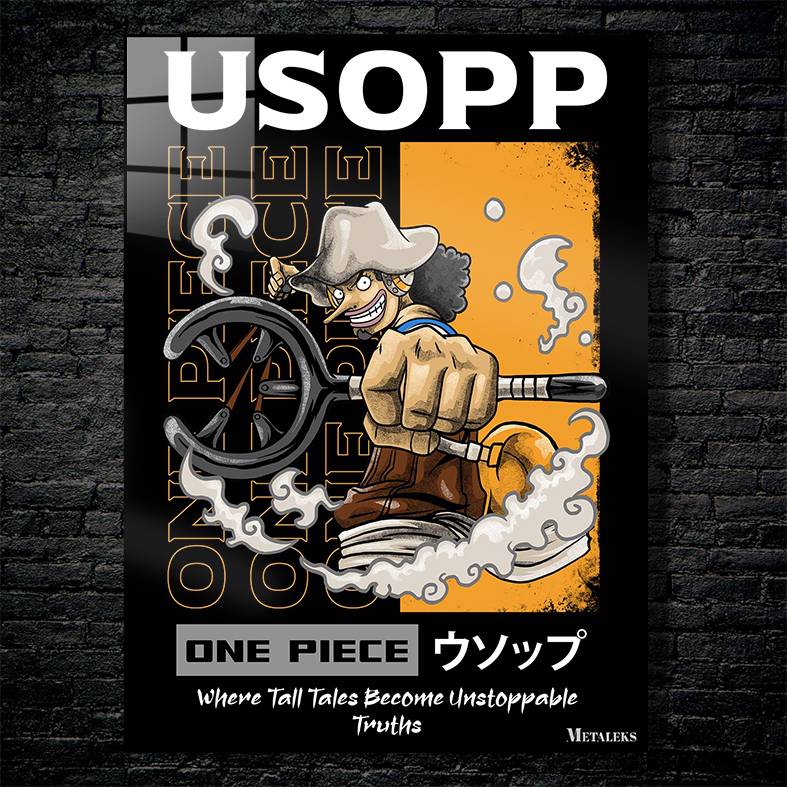 USOPP
ONE PIECE
ONE PIECE
ONE PIECE
ONE PIECE ウソップ
Where Tall Tales Become Unstoppable
Truths
METALEKS